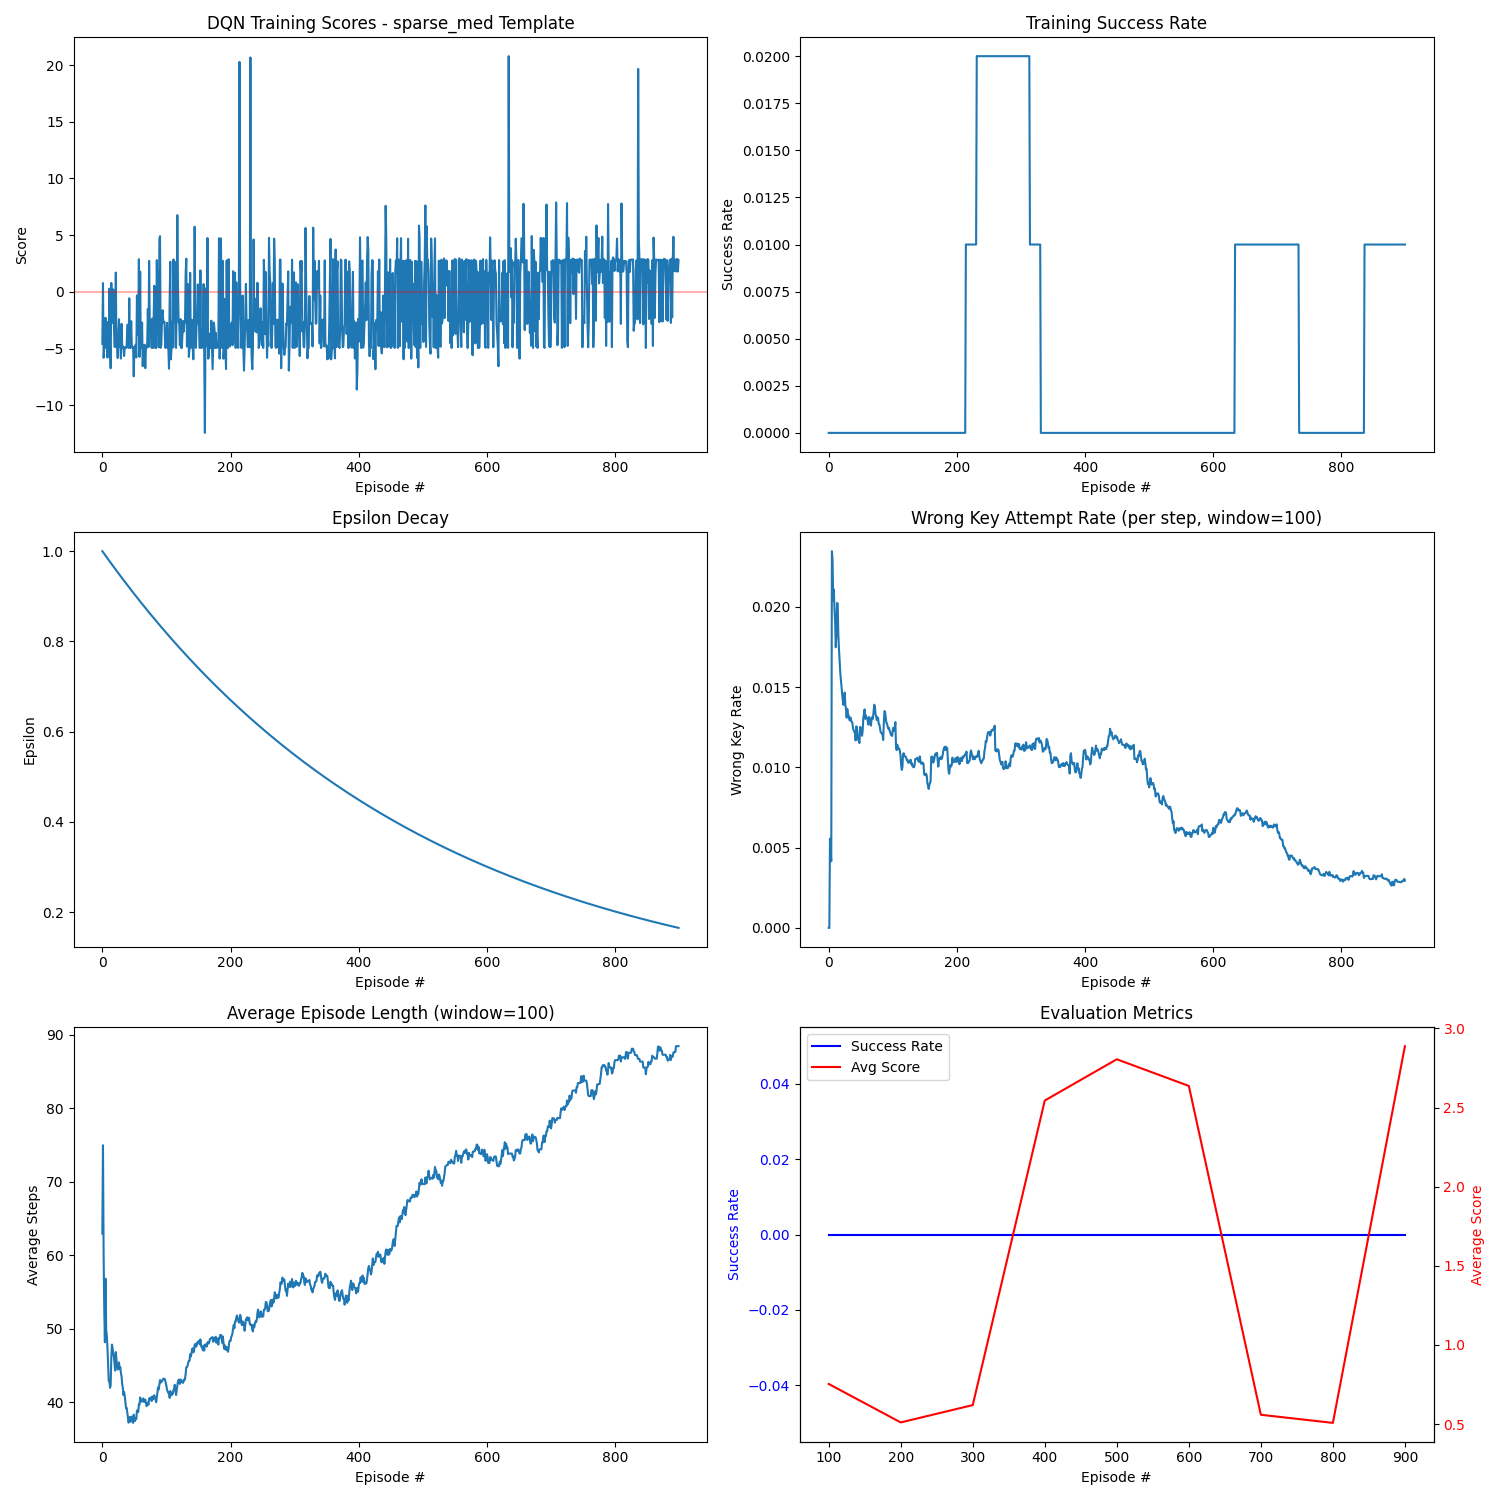 DQN Training Scores - sparse_med Template
20
15
10
5
0
−5
−10
Score
0 200 400 600 800
Episode #
Training Success Rate
0.0200
0.0175
0.0150
0.0125
0.0100
0.0075
0.0050
0.0025
0.0000
Success Rate
0 200 400 600 800
Episode #
Epsilon Decay
1.0
0.8
0.6
0.4
0.2
Epsilon
0 200 400 600 800
Episode #
Wrong Key Attempt Rate (per step, window=100)
0.020
0.015
0.010
0.005
0.000
Wrong Key Rate
0 200 400 600 800
Episode #
Average Episode Length (window=100)
90
80
70
60
50
40
Average Steps
0 200 400 600 800
Episode #
Evaluation Metrics
Success Rate
Avg Score
0.04
0.02
0.00
−0.02
−0.04
Success Rate
3.0
2.5
2.0
1.5
1.0
0.5
Average Score
100 200 300 400 500 600 700 800 900
Episode #